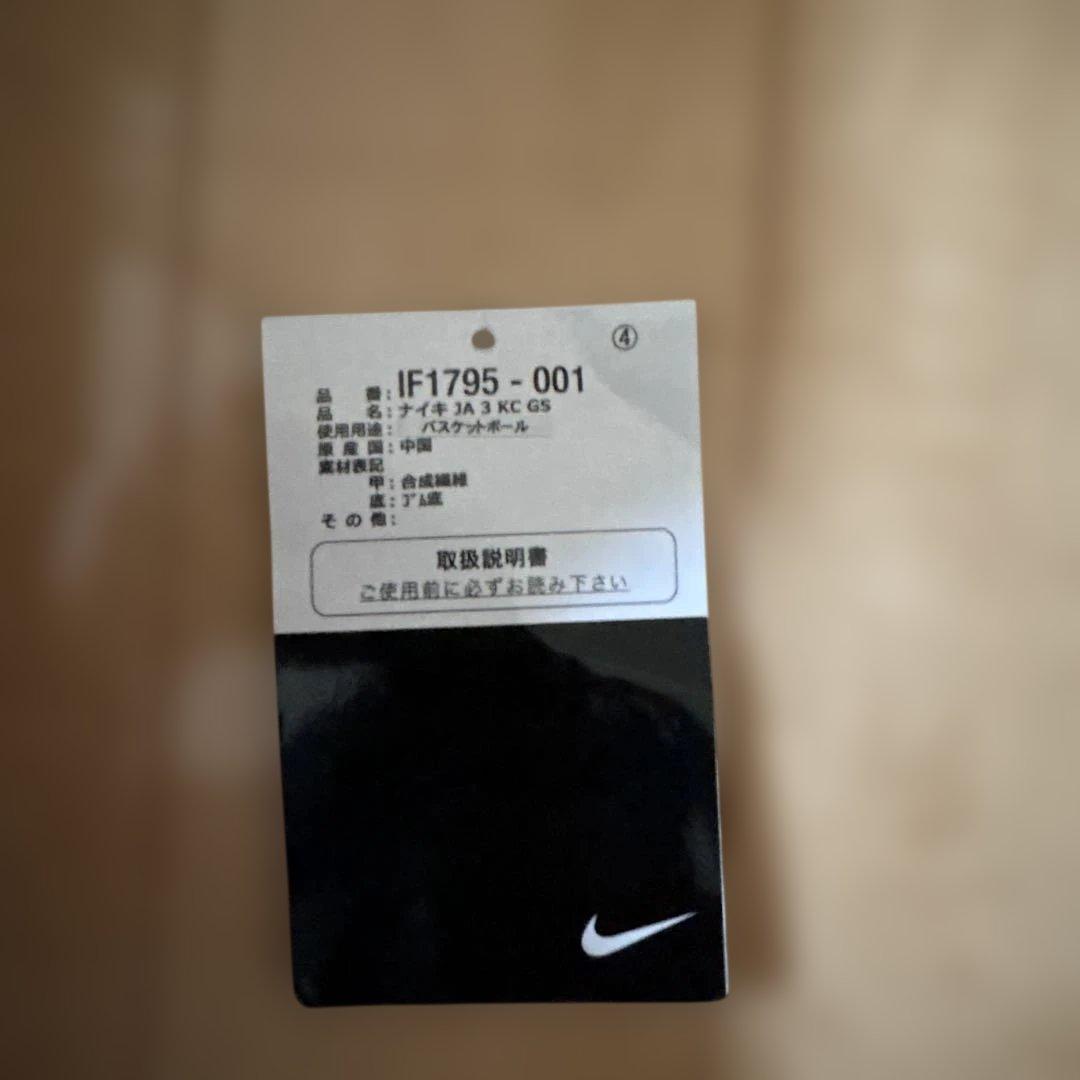 ④
品番：IF1795 - 001
品名：ナイキ JA 3 KC GS
使用用途：バスケットボール
原産国：中国
素材表記
甲：合成繊維
底：ｺﾞﾑ底
その他：
取扱説明書
ご使用前に必ずお読み下さい